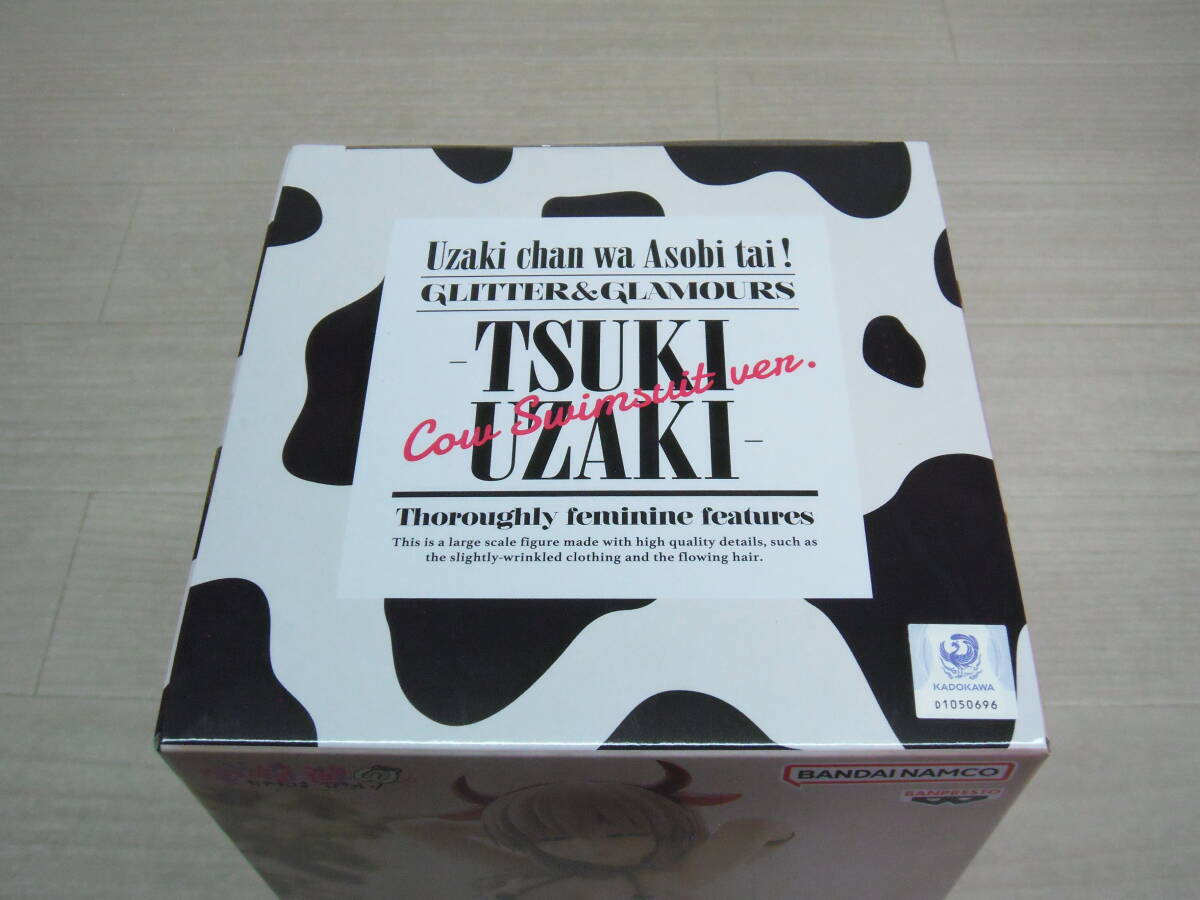 Uzaki chan wa Asobi tai!
GLITTER&GLAMOURS
-TSUKI
Cow Swimsuit ver.
UZAKI-
Thoroughly feminine features
This is a large scale figure made with high quality details, such as
the slightly-wrinkled clothing and the flowing hair.
KADOKAWA
D1050696
BANDAI NAMCO
BANPRESTO